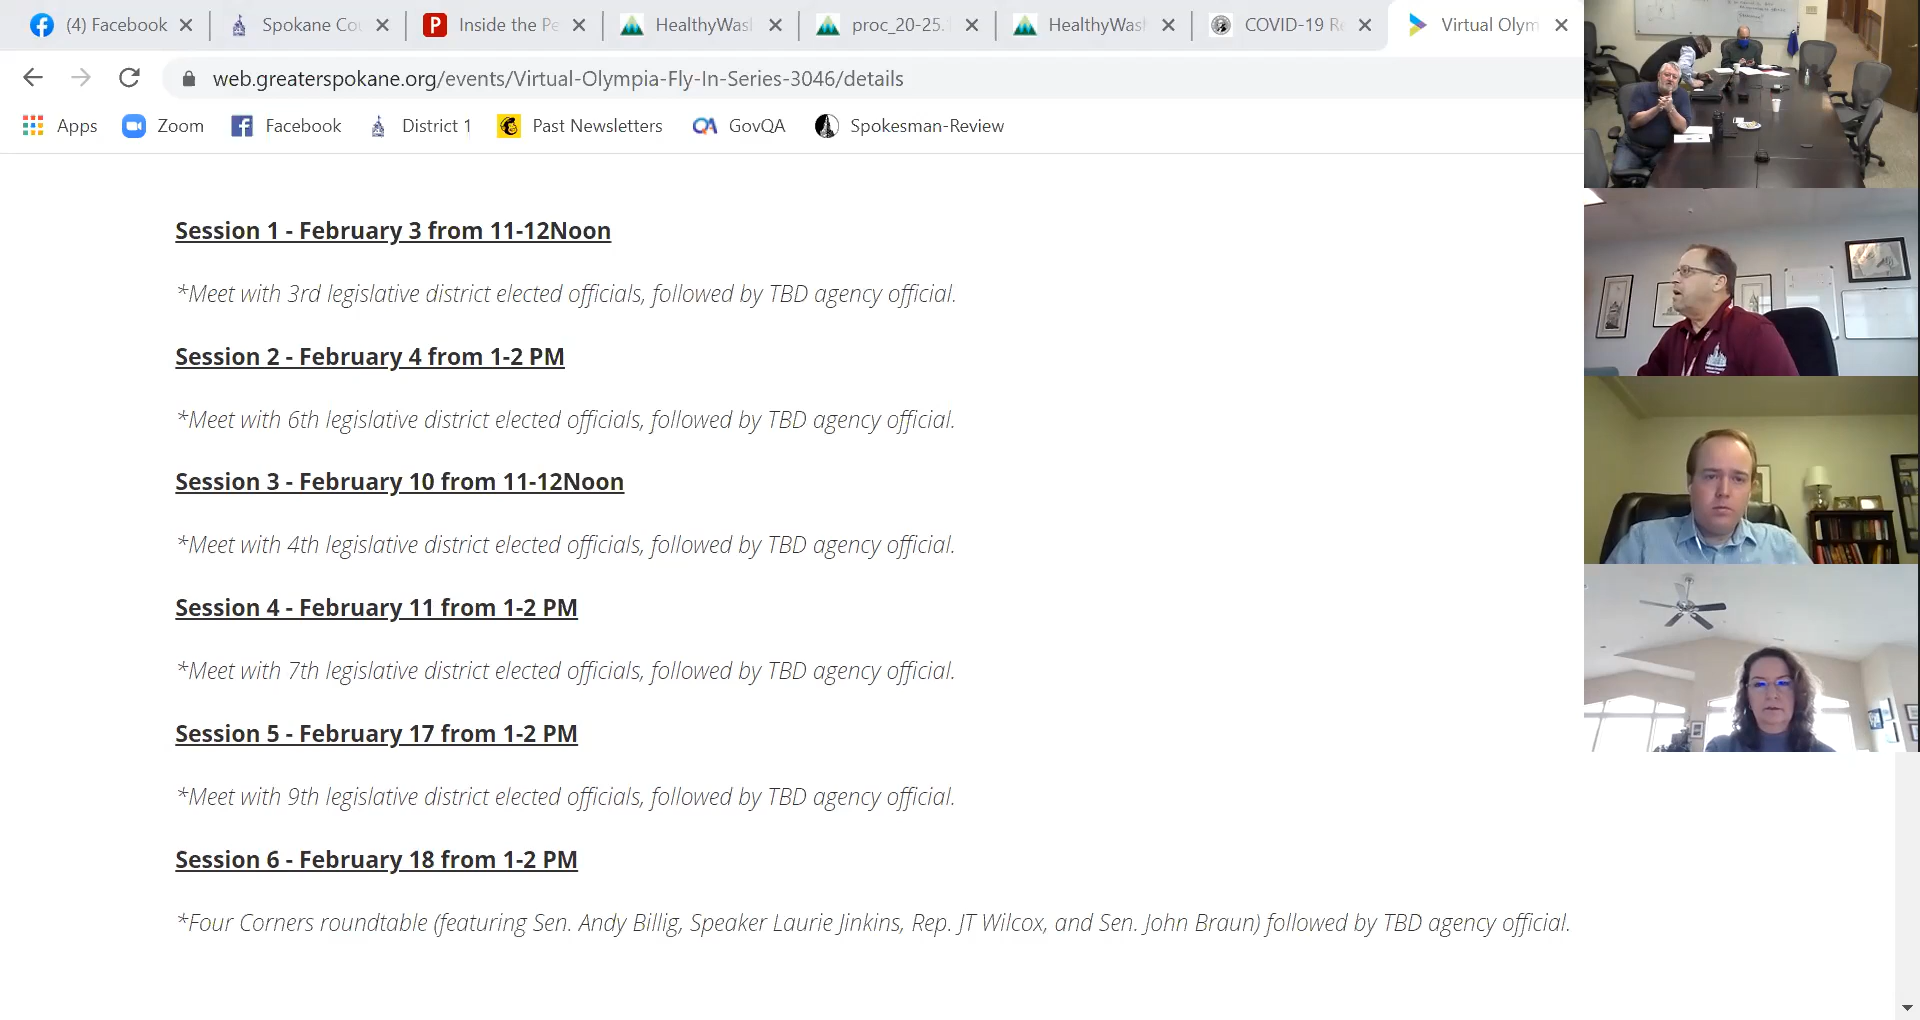 (4) Facebook
Spokane Cou
Inside the Pe
HealthyWash
proc_20-25.
HealthyWash
COVID-19 Re
Virtual Olym
web.greaterspokane.org/events/Virtual-Olympia-Fly-In-Series-3046/details
Apps
Zoom
Facebook
District 1
Past Newsletters
GovQA
Spokesman-Review
Session 1 - February 3 from 11-12Noon
*Meet with 3rd legislative district elected officials, followed by TBD agency official.
Session 2 - February 4 from 1-2 PM
*Meet with 6th legislative district elected officials, followed by TBD agency official.
Session 3 - February 10 from 11-12Noon
*Meet with 4th legislative district elected officials, followed by TBD agency official.
Session 4 - February 11 from 1-2 PM
*Meet with 7th legislative district elected officials, followed by TBD agency official.
Session 5 - February 17 from 1-2 PM
*Meet with 9th legislative district elected officials, followed by TBD agency official.
Session 6 - February 18 from 1-2 PM
*Four Corners roundtable (featuring Sen. Andy Billig, Speaker Laurie Jinkins, Rep. JT Wilcox, and Sen. John Braun) followed by TBD agency official.